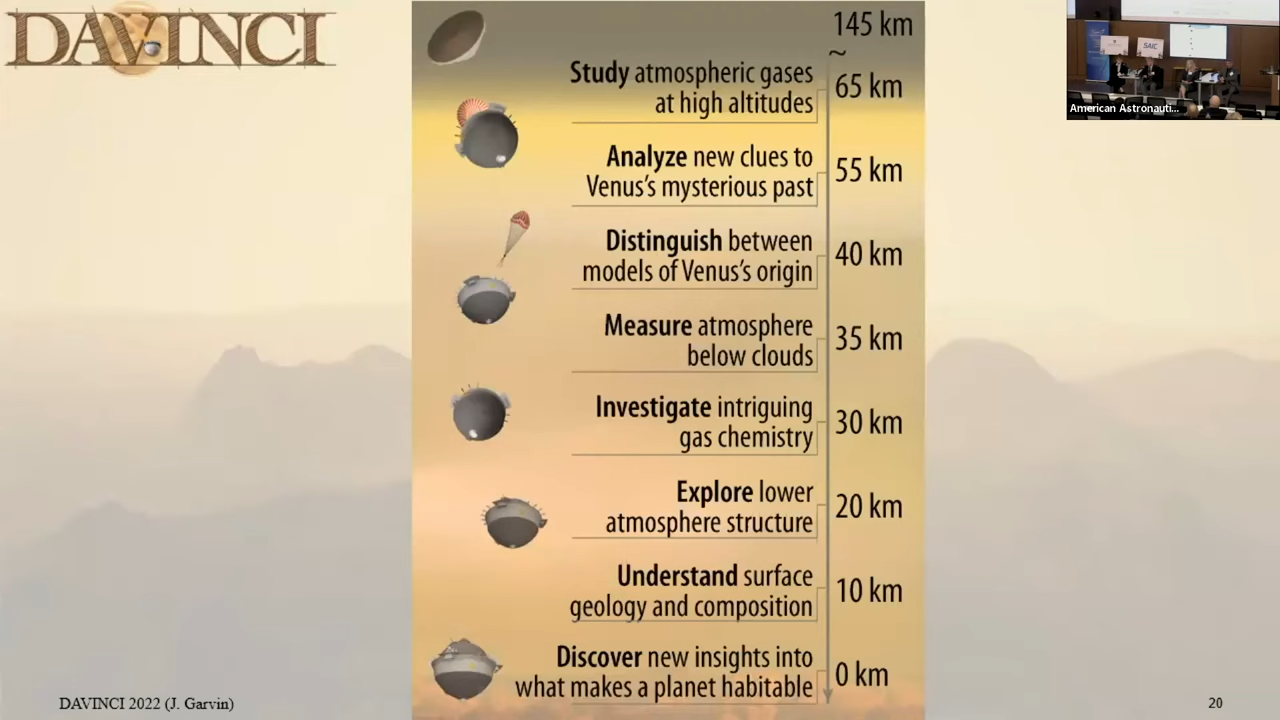 DAVINCI
145 km
~
Study atmospheric gases
at high altitudes
65 km
Analyze new clues to
Venus's mysterious past
55 km
Distinguish between
models of Venus's origin
40 km
Measure atmosphere
below clouds
35 km
Investigate intriguing
gas chemistry
30 km
Explore lower
atmosphere structure
20 km
Understand surface
geology and composition
10 km
Discover new insights into
what makes a planet habitable
0 km
SAIC
American Astronauti...
DAVINCI 2022 (J. Garvin)
20